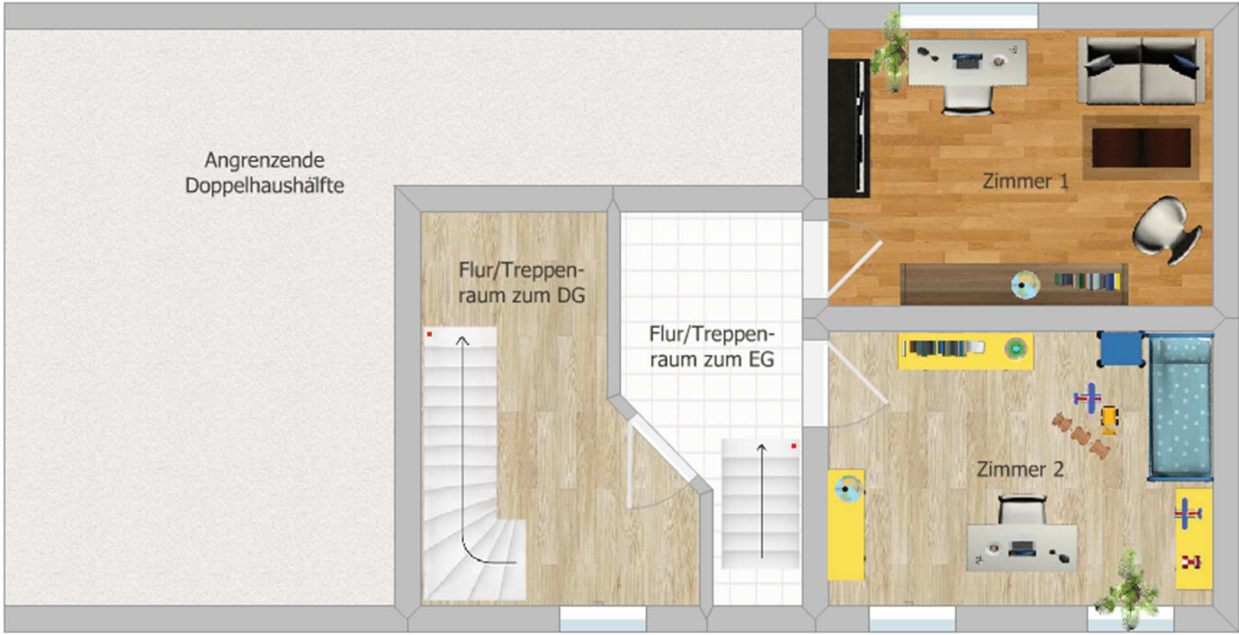 Angrenzende
Doppelhaushälfte
Flur/Treppen-
raum zum DG
Flur/Treppen-
raum zum EG
Zimmer 1
Zimmer 2